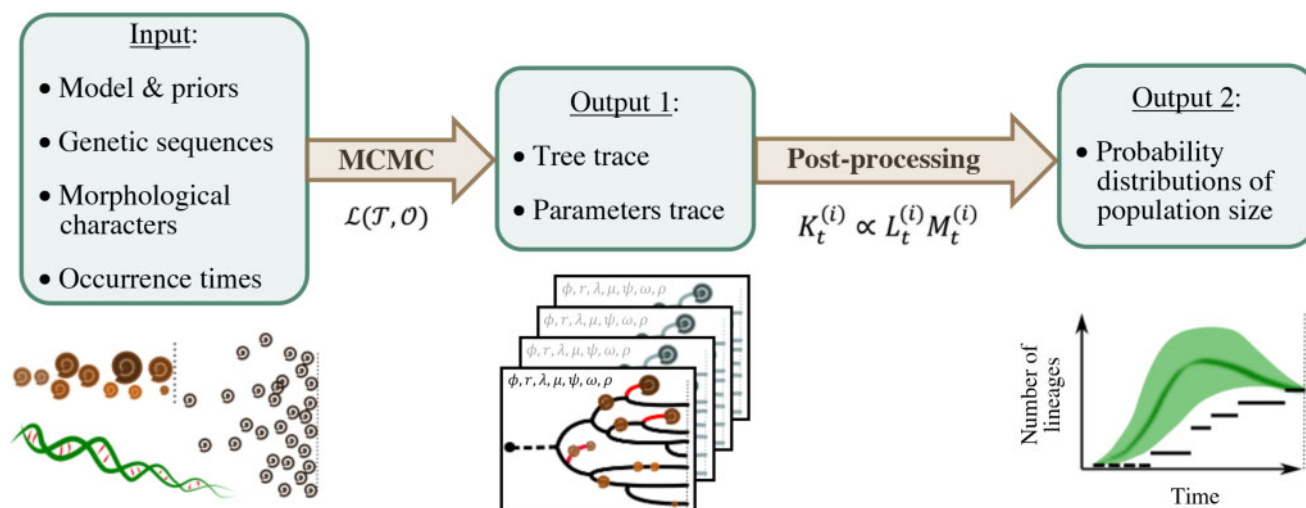 Input:
• Model & priors
• Genetic sequences
• Morphological
characters
• Occurrence times
MCMC
ℒ(𝒯, 𝒪)
Output 1:
• Tree trace
• Parameters trace
Post-processing
K_t^{(i)} ∝ L_t^{(i)} M_t^{(i)}
Output 2:
• Probability
distributions of
population size
ϕ, r, λ, μ, ψ, ω, ρ
ϕ, r, λ, μ, ψ, ω, ρ
ϕ, r, λ, μ, ψ, ω, ρ
ϕ, r, λ, μ, ψ, ω, ρ
Number of
lineages
Time